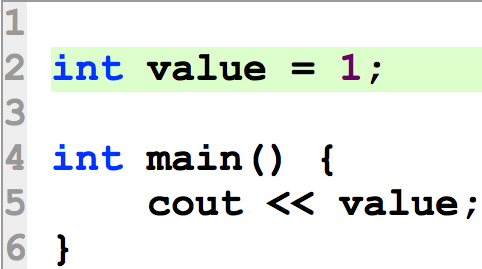 1
2 int value = 1;
3
4 int main() {
5     cout << value;
6 }